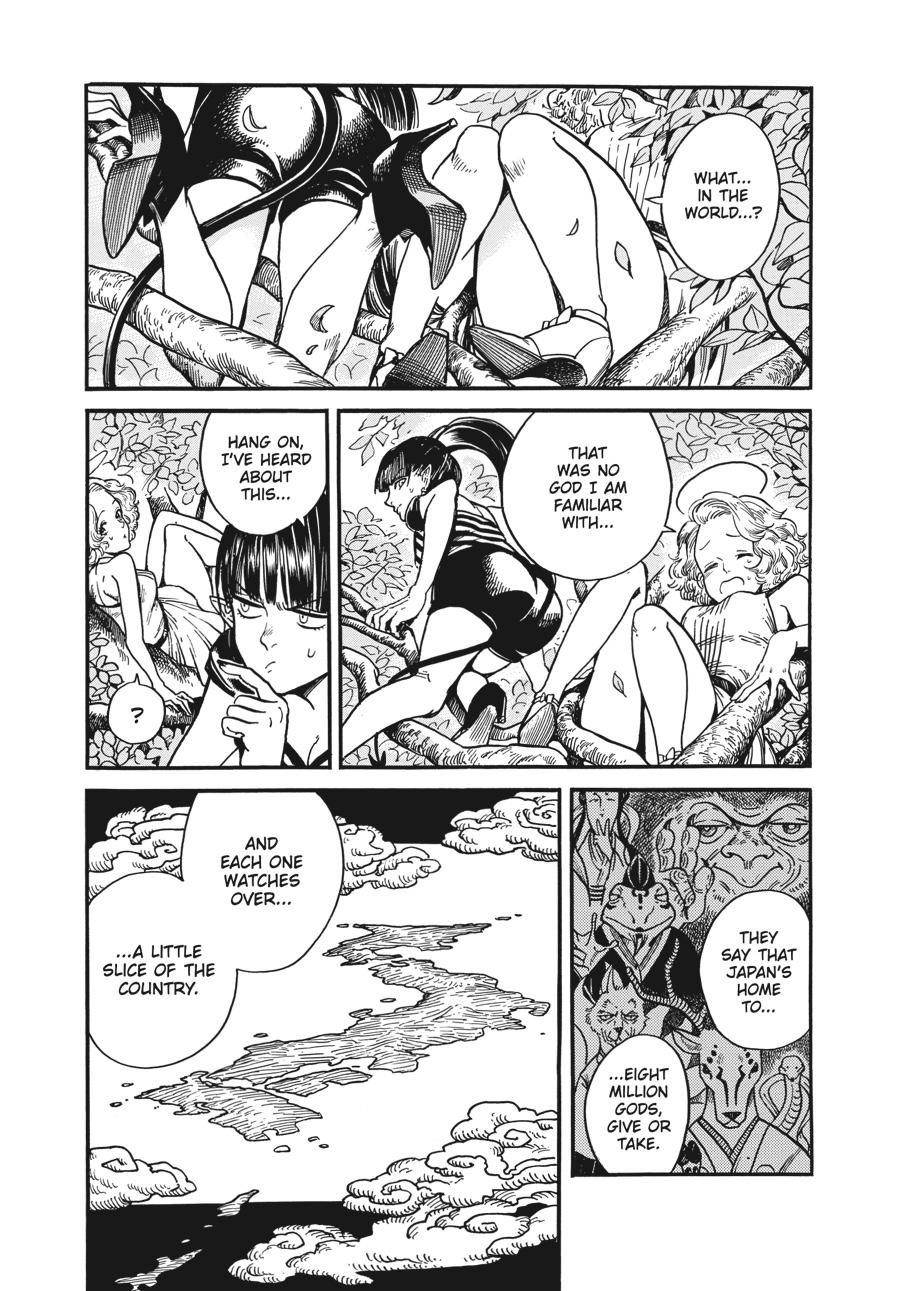 WHAT...
IN THE
WORLD...?
THAT
WAS NO
GOD I AM
FAMILIAR
WITH...
HANG ON,
I'VE HEARD
ABOUT
THIS...
?
THEY
SAY THAT
JAPAN'S
HOME
TO...
...EIGHT
MILLION
GODS,
GIVE OR
TAKE.
AND
EACH ONE
WATCHES
OVER...
...A LITTLE
SLICE OF THE
COUNTRY.